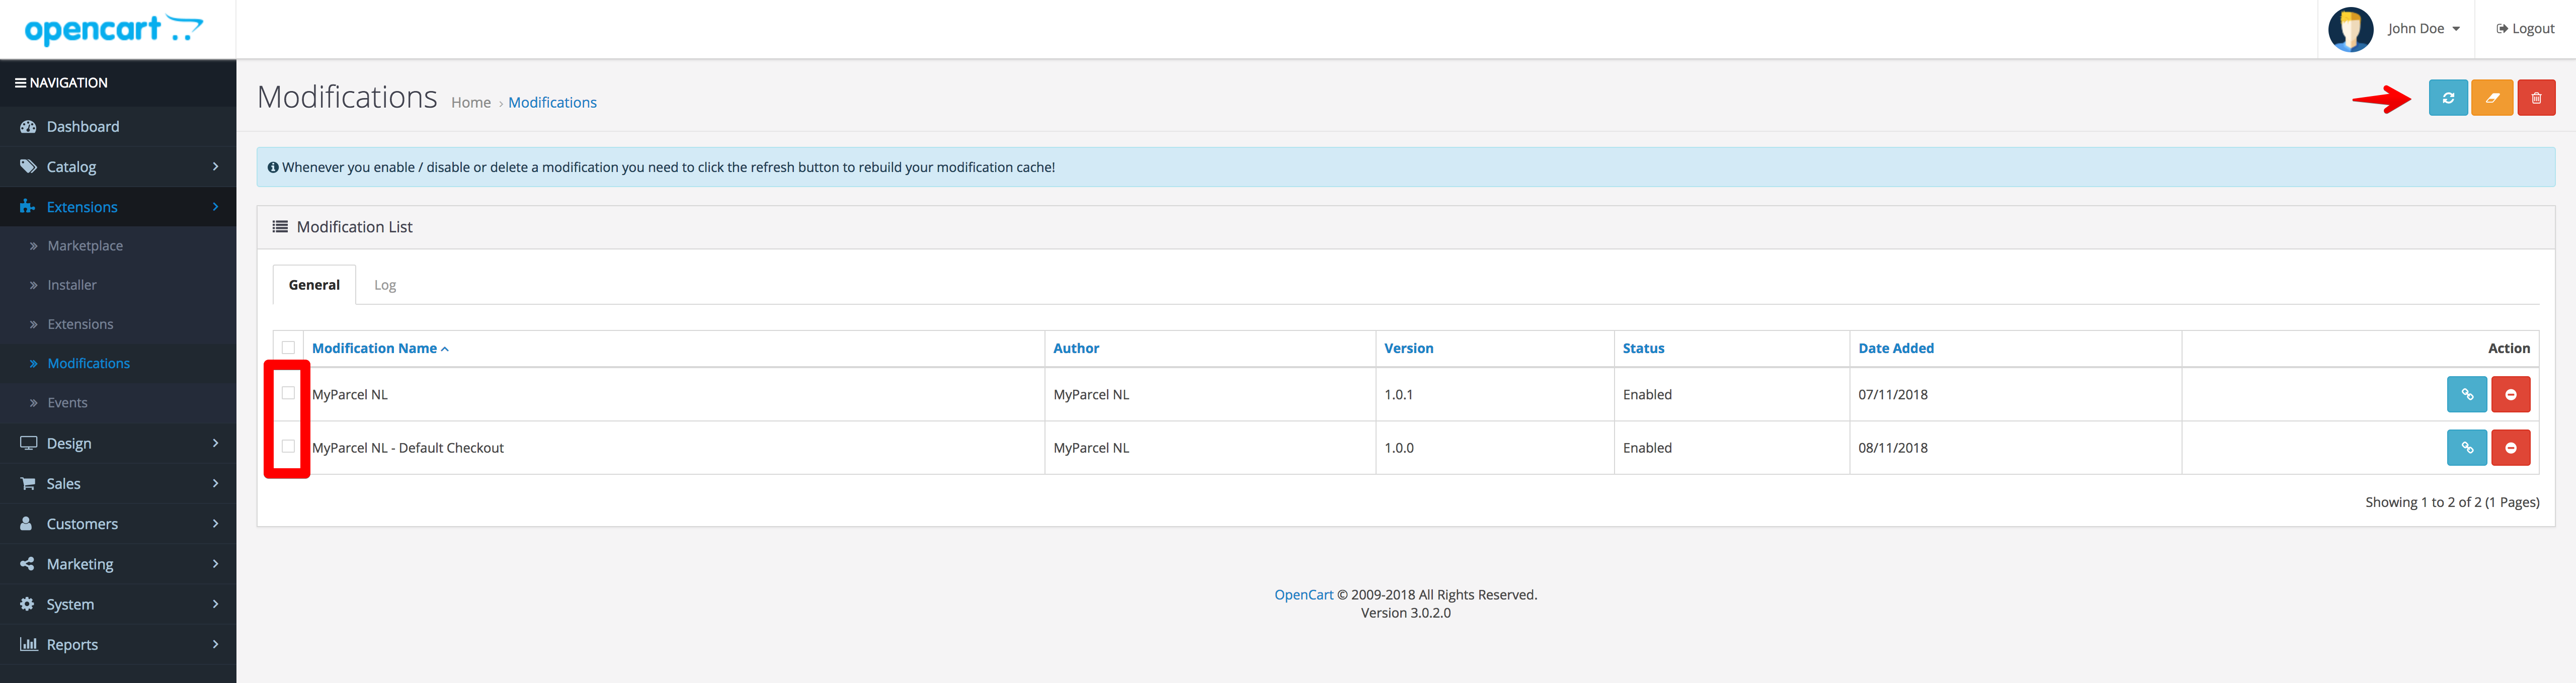 opencart
John Doe
Logout
NAVIGATION
Dashboard
Catalog
Extensions
Marketplace
Installer
Extensions
Modifications
Events
Design
Sales
Customers
Marketing
System
Reports
Modifications Home › Modifications
Whenever you enable / disable or delete a modification you need to click the refresh button to rebuild your modification cache!
Modification List
General Log
Modification Name Author Version Status Date Added Action
MyParcel NL MyParcel NL 1.0.1 Enabled 07/11/2018
MyParcel NL - Default Checkout MyParcel NL 1.0.0 Enabled 08/11/2018
Showing 1 to 2 of 2 (1 Pages)
OpenCart © 2009-2018 All Rights Reserved.
Version 3.0.2.0